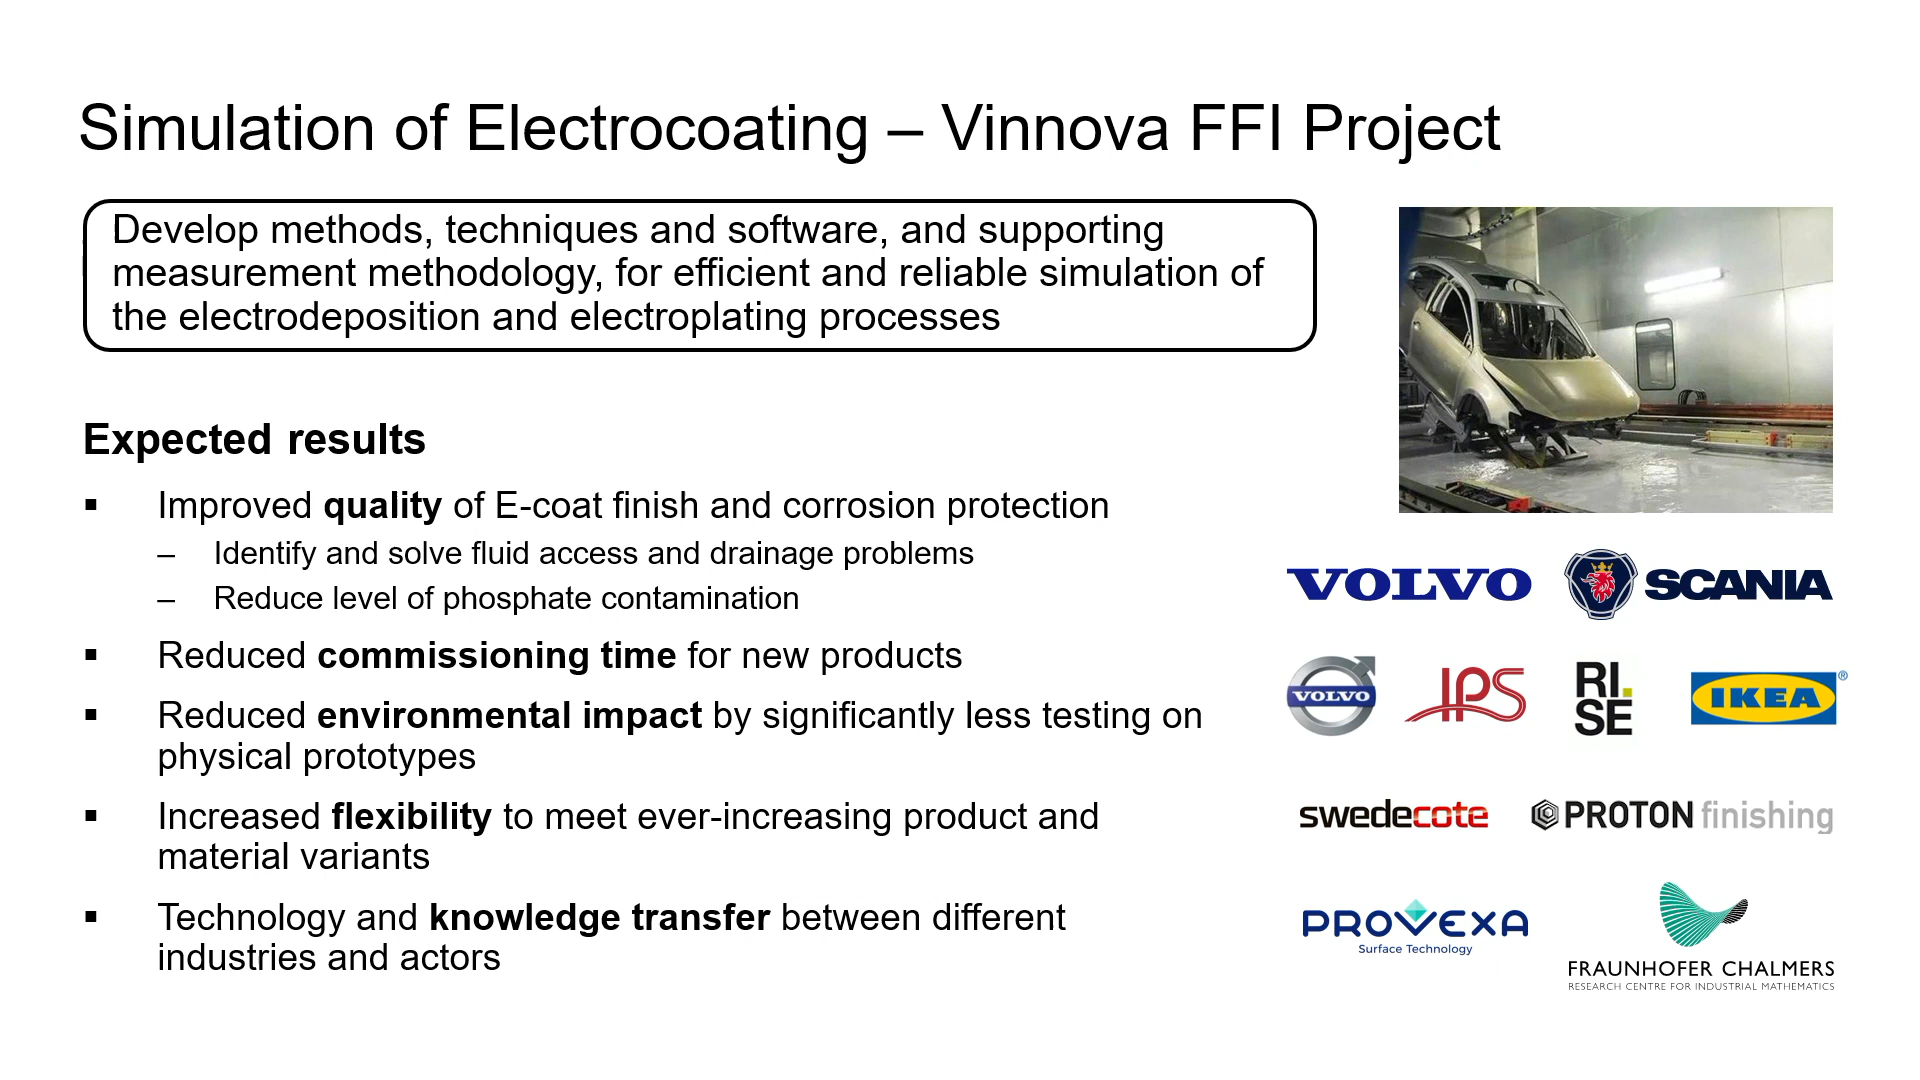 Simulation of Electrocoating – Vinnova FFI Project
Develop methods, techniques and software, and supporting
measurement methodology, for efficient and reliable simulation of
the electrodeposition and electroplating processes
Expected results
▪ Improved quality of E-coat finish and corrosion protection
– Identify and solve fluid access and drainage problems
– Reduce level of phosphate contamination
▪ Reduced commissioning time for new products
▪ Reduced environmental impact by significantly less testing on
physical prototypes
▪ Increased flexibility to meet ever-increasing product and
material variants
▪ Technology and knowledge transfer between different
industries and actors
VOLVO
SCANIA
VOLVO
IPS
RI.
SE
IKEA®
swedecote
PROTON finishing
PROVEXA
Surface Technology
FRAUNHOFER CHALMERS
RESEARCH CENTRE FOR INDUSTRIAL MATHEMATICS